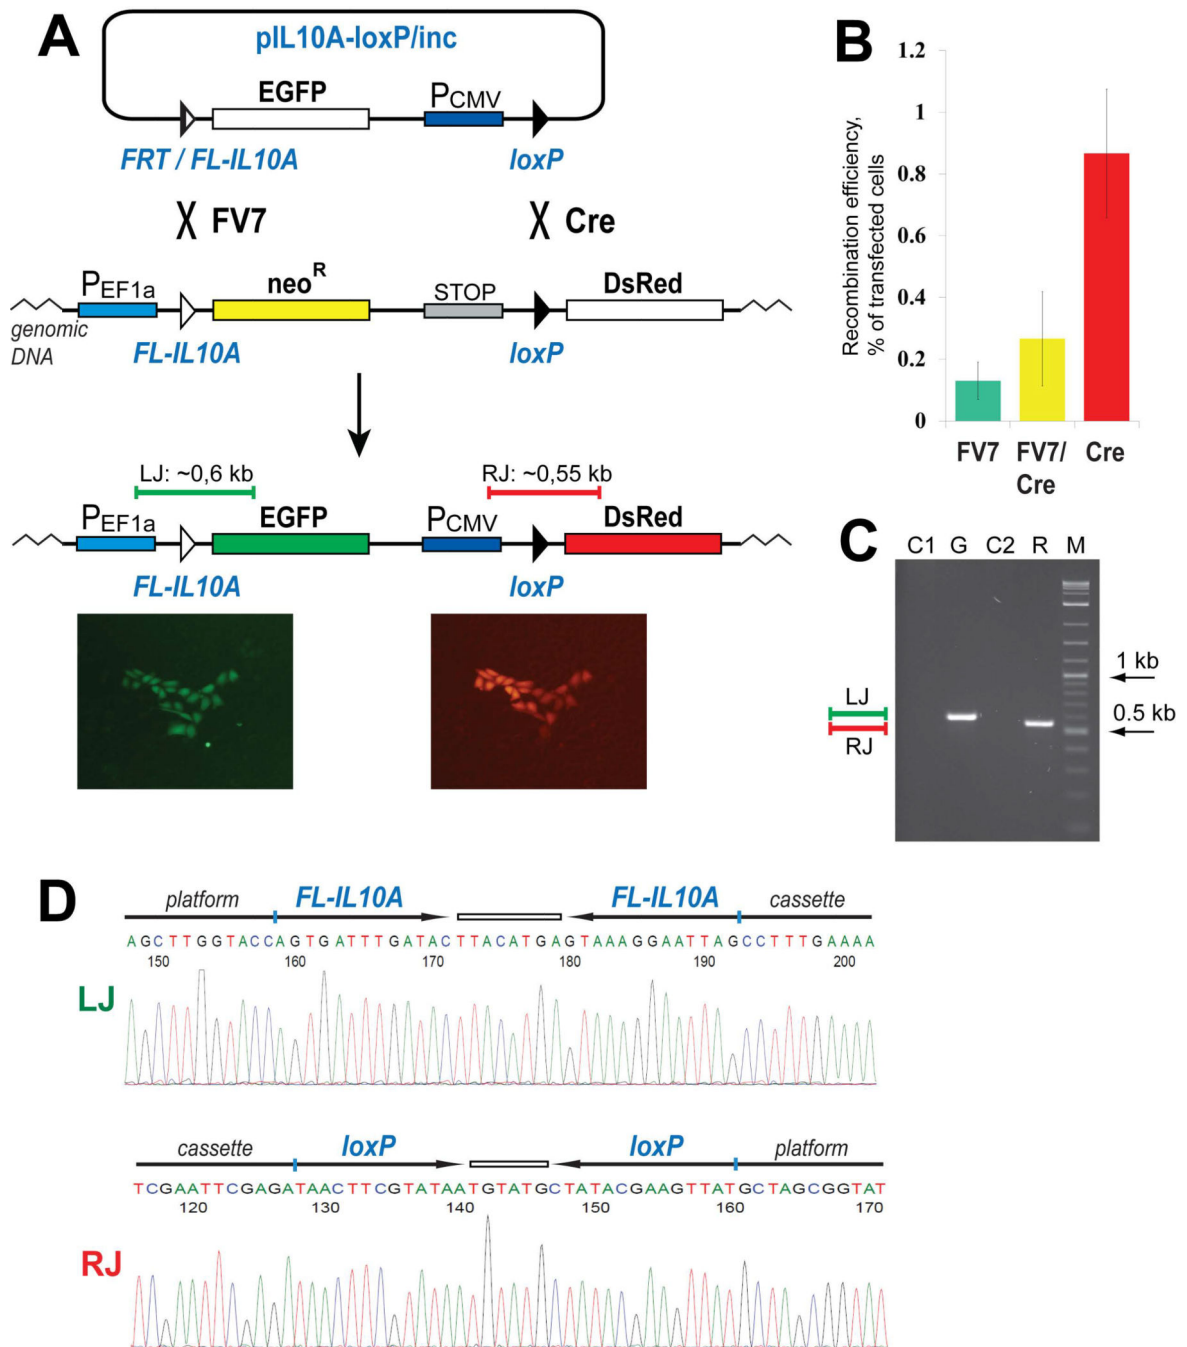 A
pIL10A-loxP/inc
EGFP
PCMV
FRT / FL-IL10A
loxP
X FV7
X Cre
PEF1a
neoR
STOP
DsRed
genomic
DNA
FL-IL10A
loxP
LJ: ~0,6 kb
RJ: ~0,55 kb
PEF1a
EGFP
PCMV
DsRed
FL-IL10A
loxP
B
Recombination efficiency,
% of transfected cells
1.2
1
0.8
0.6
0.4
0.2
0
FV7
FV7/
Cre
Cre
C
C1 G C2 R M
1 kb
LJ
0.5 kb
RJ
D
platform FL-IL10A FL-IL10A cassette
AGCTTGGTACCAGTGATTTGATACTTACATGAGTAAAGGAATTAGCCTTTGAAAA
150 160 170 180 190 200
LJ
cassette loxP loxP platform
TCGAATTCGAGATAACTTCGTATAATGTATGCTATACGAAGTTATGCTAGCGGTAT
120 130 140 150 160 170
RJ